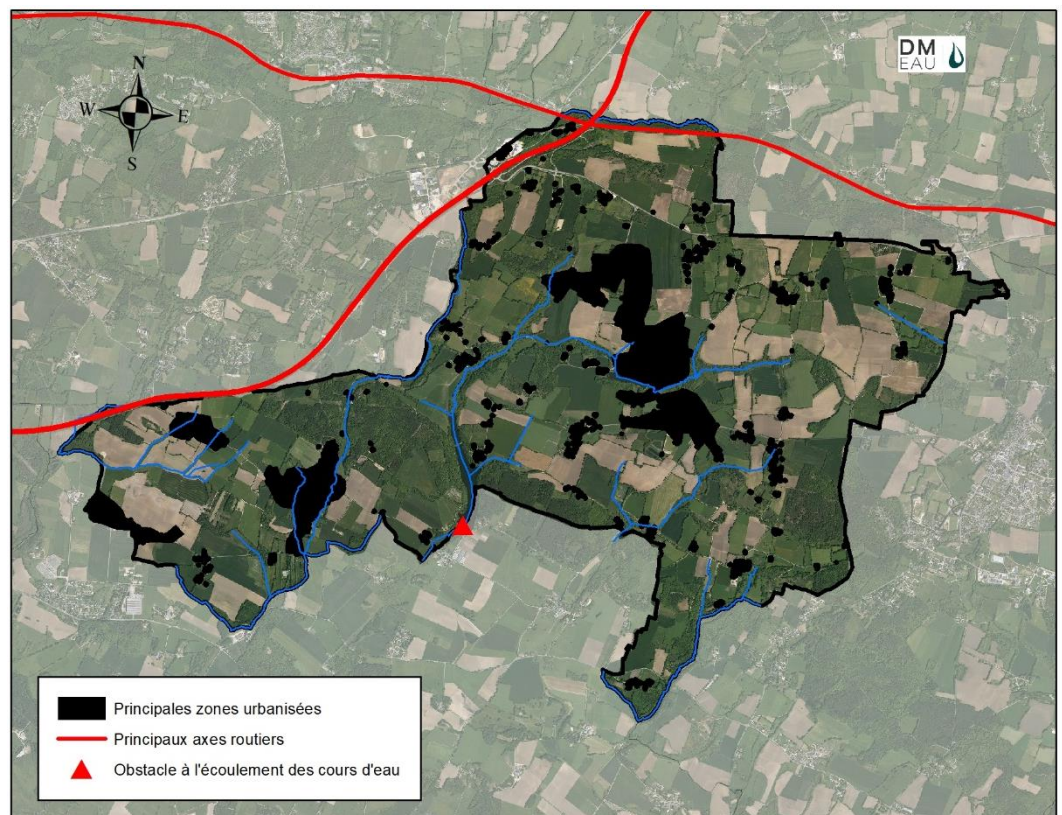 DM
EAU
N
W
E
S
Principales zones urbanisées
Principaux axes routiers
Obstacle à l'écoulement des cours d'eau